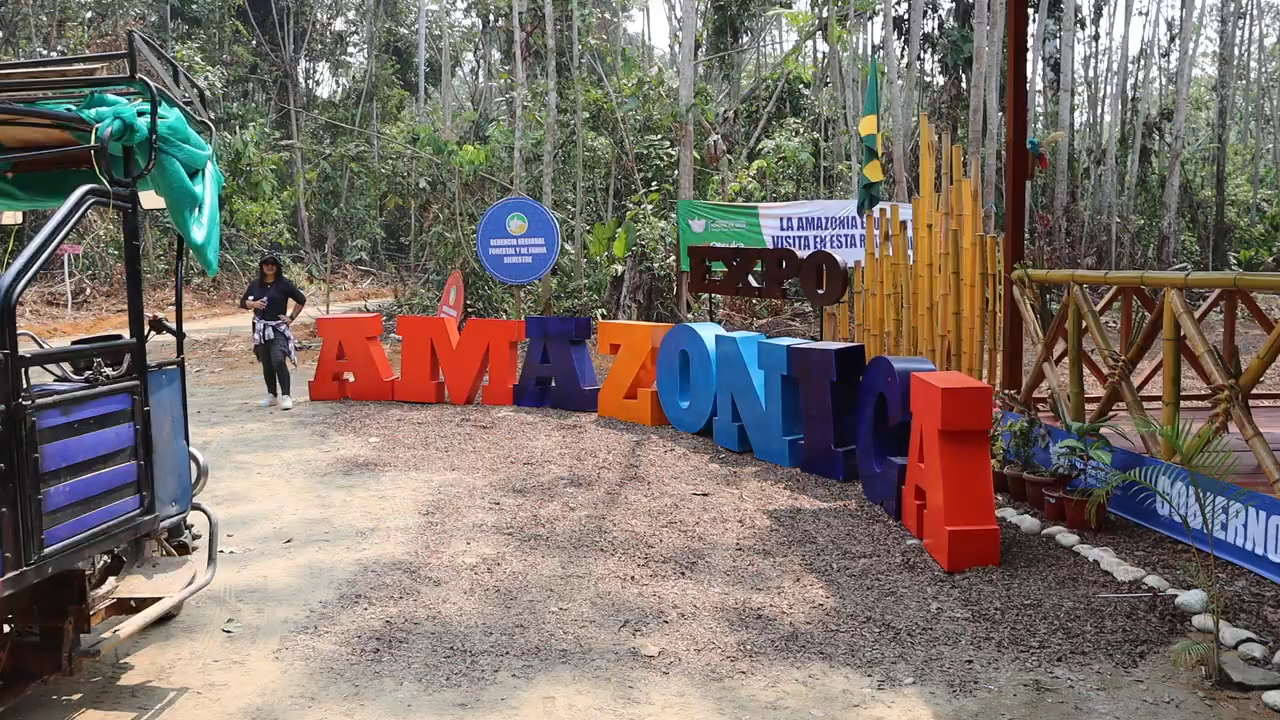 GERENCIA REGIONAL
FORESTAL Y DE FAUNA
SILVESTRE
LA AMAZONIA
VISITA EN ESTA
EXPO
AMAZONICA
GOBIERNO